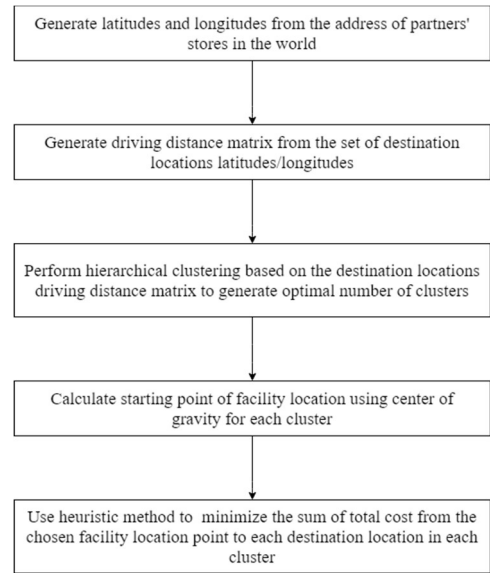 Generate latitudes and longitudes from the address of partners'
stores in the world
Generate driving distance matrix from the set of destination
locations latitudes/longitudes
Perform hierarchical clustering based on the destination locations
driving distance matrix to generate optimal number of clusters
Calculate starting point of facility location using center of
gravity for each cluster
Use heuristic method to minimize the sum of total cost from the
chosen facility location point to each destination location in each
cluster